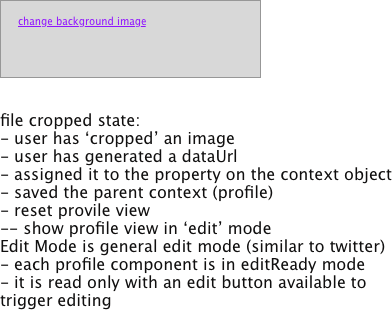 change background image
file cropped state:
- user has ‘cropped’ an image
- user has generated a dataUrl
- assigned it to the property on the context object
- saved the parent context (profile)
- reset provile view
-- show profile view in ‘edit’ mode
Edit Mode is general edit mode (similar to twitter)
- each profile component is in editReady mode
- it is read only with an edit button available to
trigger editing